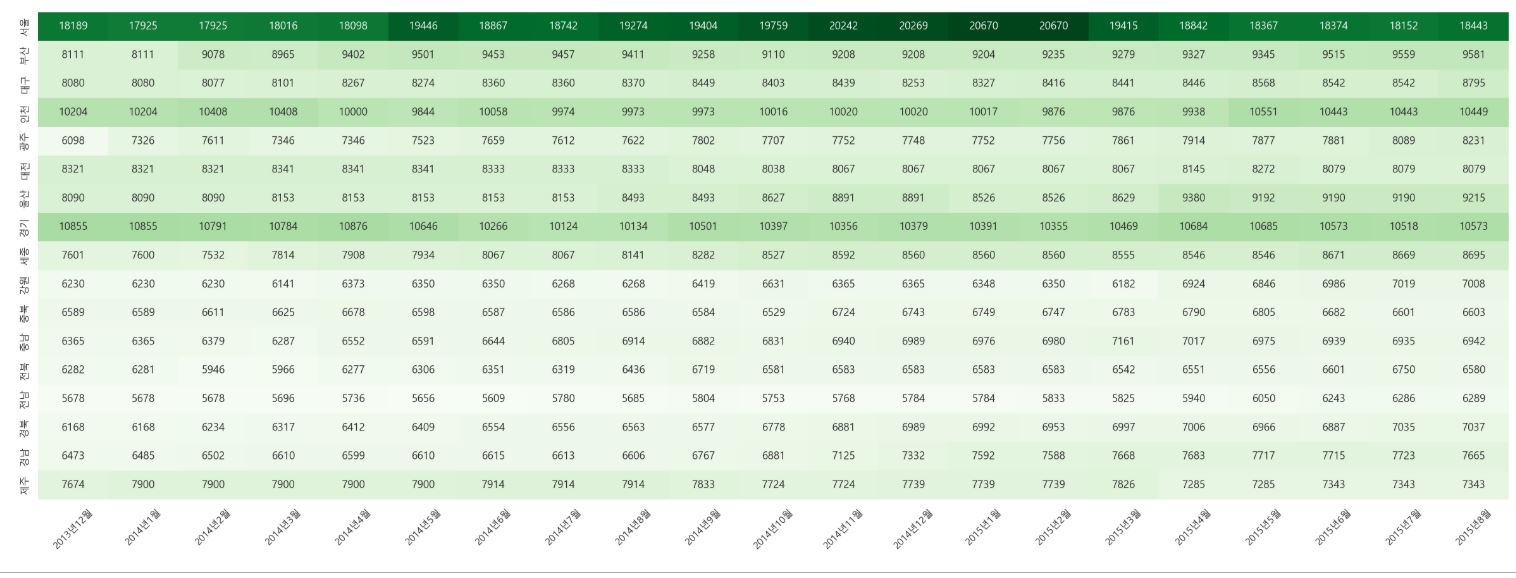 서울 18189 17925 17925 18016 18098 19446 18867 18742 19274 19404 19759 20242 20269 20670 20670 19415 18842 18367 18374 18152 18443
부산 8111 8111 9078 8965 9402 9501 9453 9457 9411 9258 9110 9208 9208 9204 9235 9279 9327 9345 9515 9559 9581
대구 8080 8080 8077 8101 8267 8274 8360 8360 8370 8449 8403 8439 8253 8327 8416 8441 8446 8568 8542 8542 8795
인천 10204 10204 10408 10408 10000 9844 10058 9974 9973 9973 10016 10020 10020 10017 9876 9876 9938 10551 10443 10443 10449
광주 6098 7326 7611 7346 7346 7523 7659 7612 7622 7802 7707 7752 7748 7752 7756 7861 7914 7877 7881 8089 8231
대전 8321 8321 8321 8341 8341 8341 8333 8333 8333 8048 8038 8067 8067 8067 8067 8067 8145 8272 8079 8079 8079
울산 8090 8090 8090 8153 8153 8153 8153 8153 8493 8493 8627 8891 8891 8526 8526 8629 9380 9192 9190 9190 9215
경기 10855 10855 10791 10784 10876 10646 10266 10124 10134 10501 10397 10356 10379 10391 10355 10469 10684 10685 10573 10518 10573
세종 7601 7600 7532 7814 7908 7934 8067 8067 8141 8282 8527 8592 8560 8560 8560 8555 8546 8546 8671 8669 8695
강원 6230 6230 6230 6141 6373 6350 6350 6268 6268 6419 6631 6365 6365 6348 6350 6182 6924 6846 6986 7019 7008
충북 6589 6589 6611 6625 6678 6598 6587 6586 6586 6584 6529 6724 6743 6749 6747 6783 6790 6805 6682 6601 6603
충남 6365 6365 6379 6287 6552 6591 6644 6805 6914 6882 6831 6940 6989 6976 6980 7161 7017 6975 6939 6935 6942
전북 6282 6281 5946 5966 6277 6306 6351 6319 6436 6719 6581 6583 6583 6583 6583 6542 6551 6556 6601 6750 6580
전남 5678 5678 5678 5696 5736 5656 5609 5780 5685 5804 5753 5768 5784 5784 5833 5825 5940 6050 6243 6286 6289
경북 6168 6168 6234 6317 6412 6409 6554 6556 6563 6577 6778 6881 6989 6992 6953 6997 7006 6966 6887 7035 7037
경남 6473 6485 6502 6610 6599 6610 6615 6613 6606 6767 6881 7125 7332 7592 7588 7668 7683 7717 7715 7723 7665
제주 7674 7900 7900 7900 7900 7900 7914 7914 7914 7833 7724 7724 7739 7739 7739 7826 7285 7285 7343 7343 7343
2013년12월 2014년1월 2014년2월 2014년3월 2014년4월 2014년5월 2014년6월 2014년7월 2014년8월 2014년9월 2014년10월 2014년11월 2014년12월 2015년1월 2015년2월 2015년3월 2015년4월 2015년5월 2015년6월 2015년7월 2015년8월